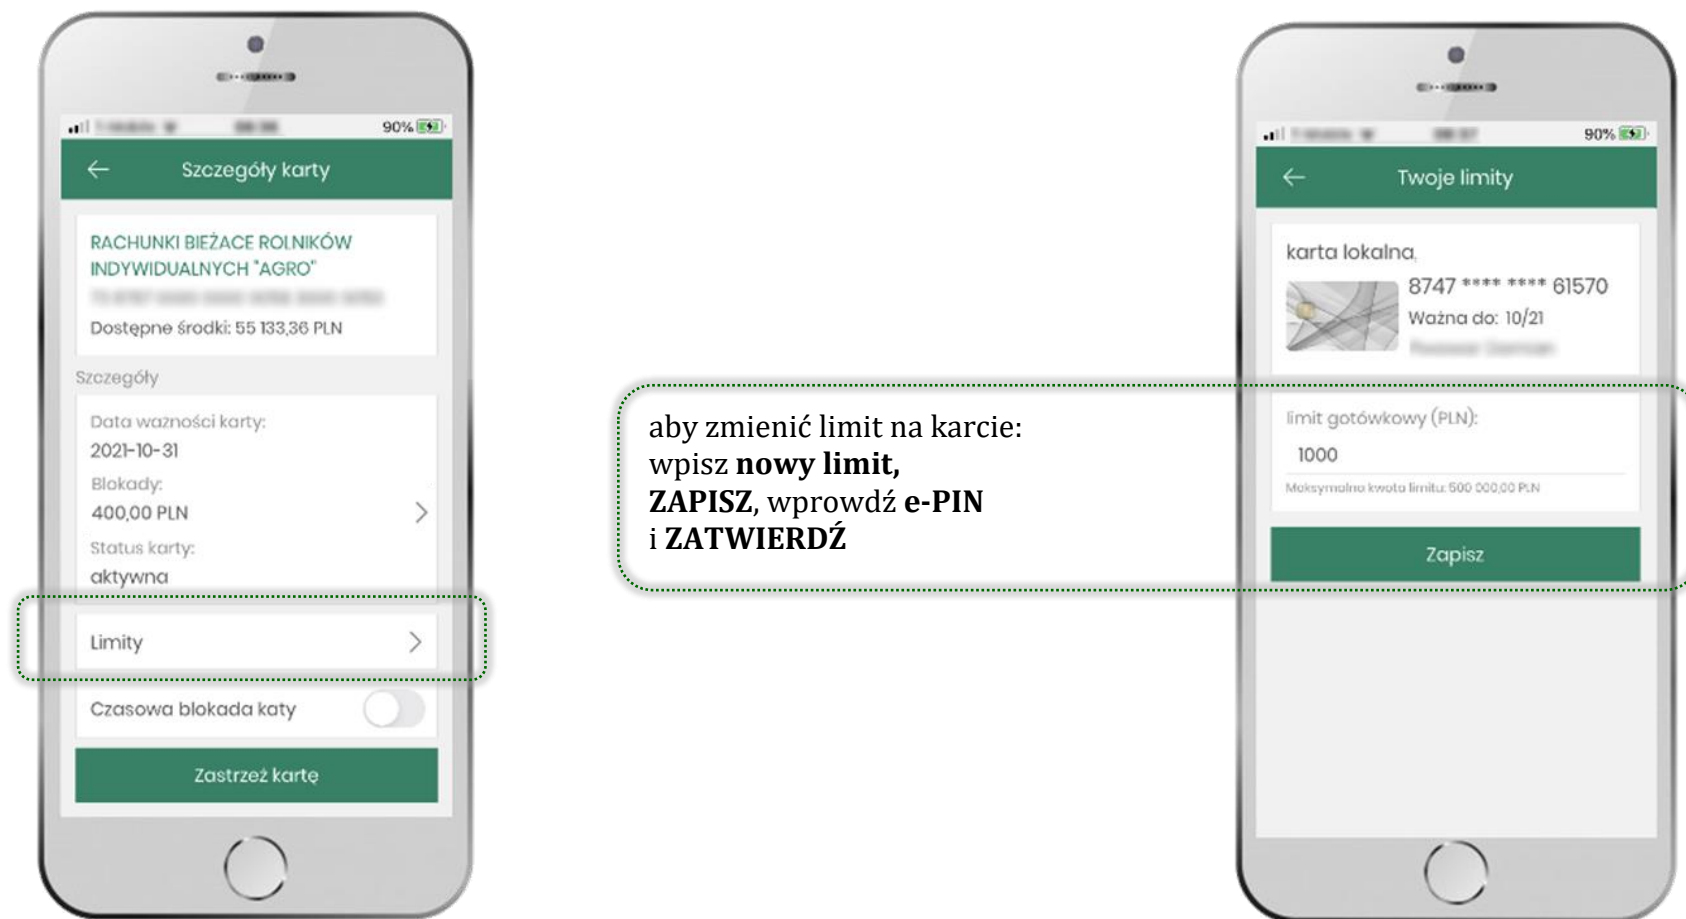 90%
Szczegóły karty
RACHUNKI BIEŻACE ROLNIKÓW
INDYWIDUALNYCH "AGRO"
Dostępne środki: 55 133,36 PLN
Szczegóły
Data ważności karty:
2021-10-31
Blokady:
400,00 PLN
Status karty:
aktywna
Limity
Czasowa blokada katy
Zastrzeż kartę
aby zmienić limit na karcie:
wpisz nowy limit,
ZAPISZ, wprowdź e-PIN
i ZATWIERDŹ
90%
Twoje limity
karta lokalna,
8747 **** **** 61570
Ważna do: 10/21
limit gotówkowy (PLN):
1000
Maksymalna kwota limitu: 500 000,00 PLN
Zapisz